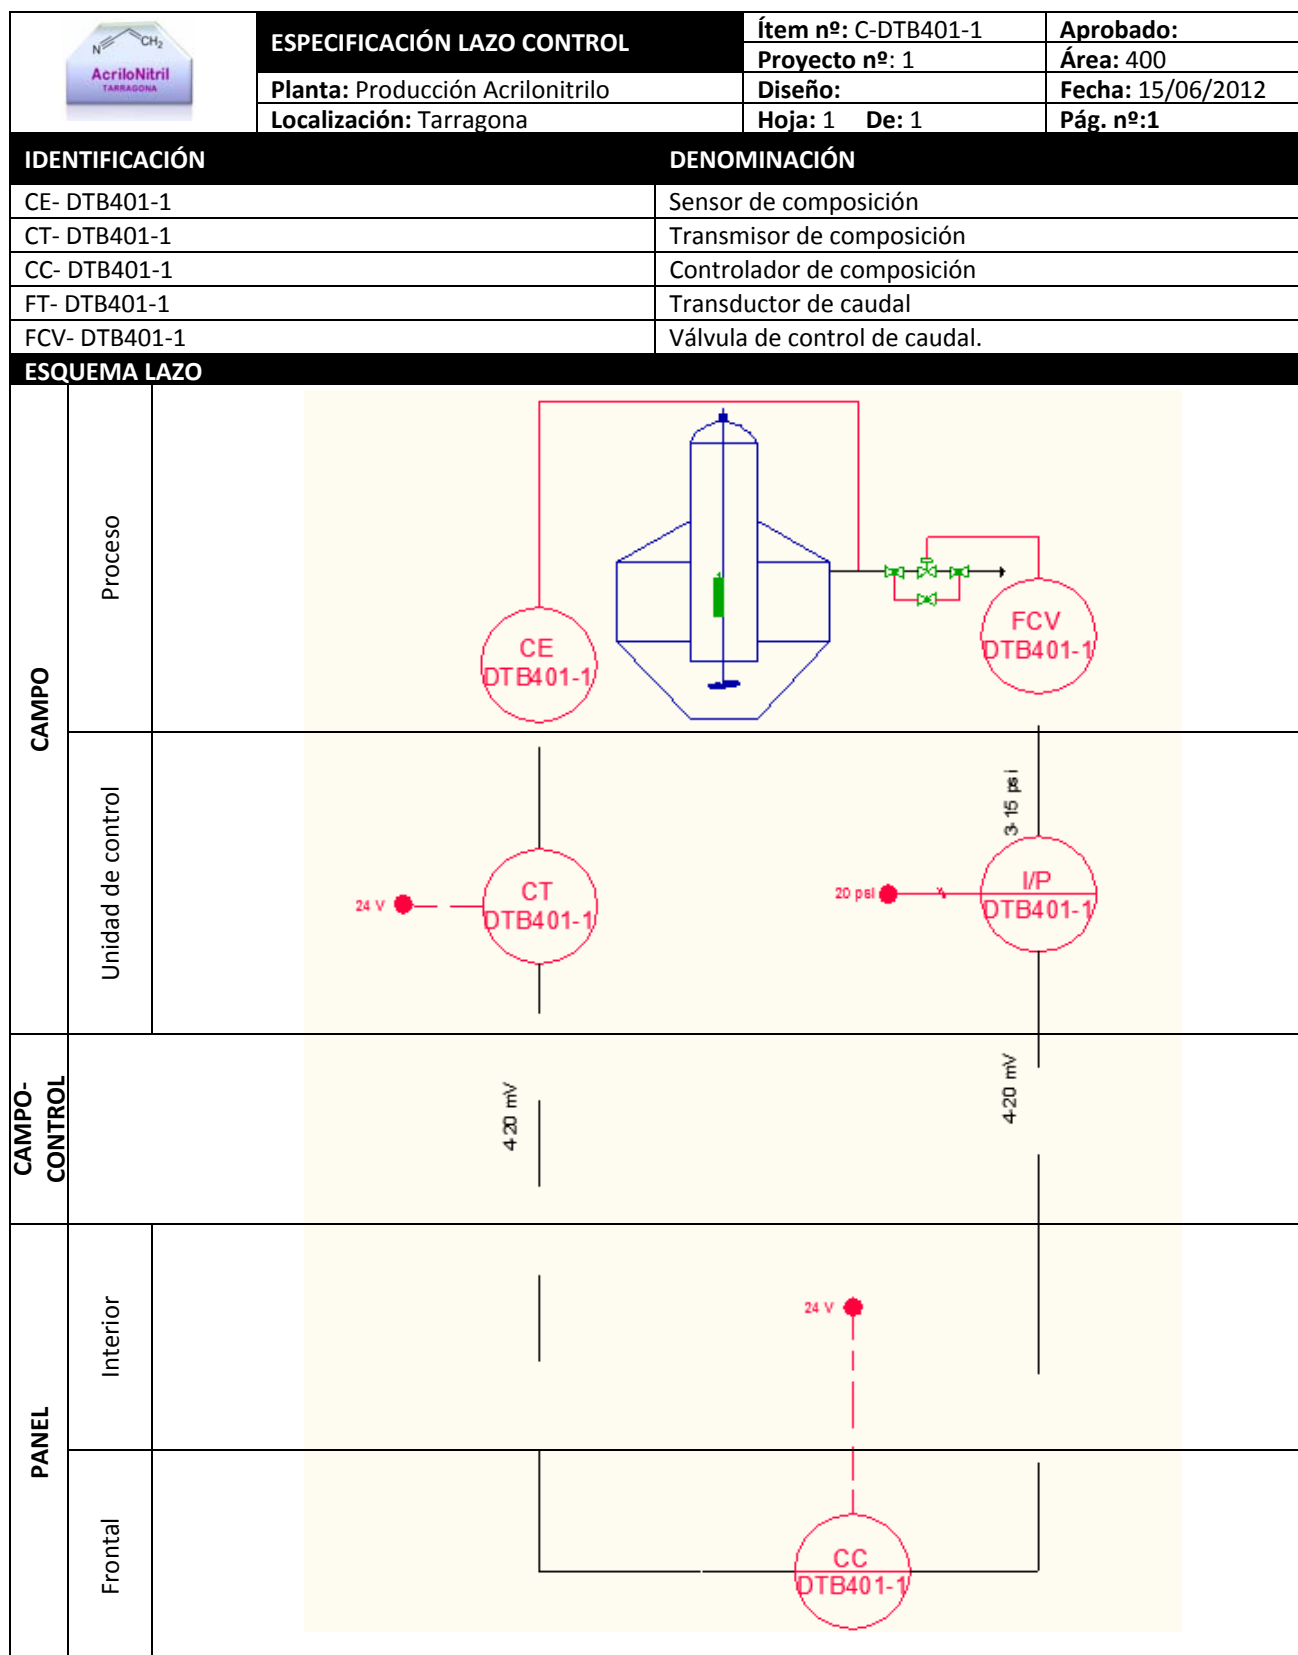 N
CH₂
AcriloNitril
TARRAGONA
ESPECIFICACIÓN LAZO CONTROL
Ítem nº: C-DTB401-1
Aprobado:
Proyecto nº: 1
Área: 400
Planta: Producción Acrilonitrilo
Diseño:
Fecha: 15/06/2012
Localización: Tarragona
Hoja: 1 De: 1
Pág. nº:1
IDENTIFICACIÓN
DENOMINACIÓN
CE- DTB401-1
Sensor de composición
CT- DTB401-1
Transmisor de composición
CC- DTB401-1
Controlador de composición
FT- DTB401-1
Transductor de caudal
FCV- DTB401-1
Válvula de control de caudal.
ESQUEMA LAZO
CAMPO
Proceso
CE
DTB401-1
FCV
DTB401-1
Unidad de control
3-15 psi
24 V
CT
DTB401-1
20 psi
I/P
DTB401-1
CAMPO-
CONTROL
4-20 mV
4-20 mV
PANEL
Interior
24 V
Frontal
CC
DTB401-1